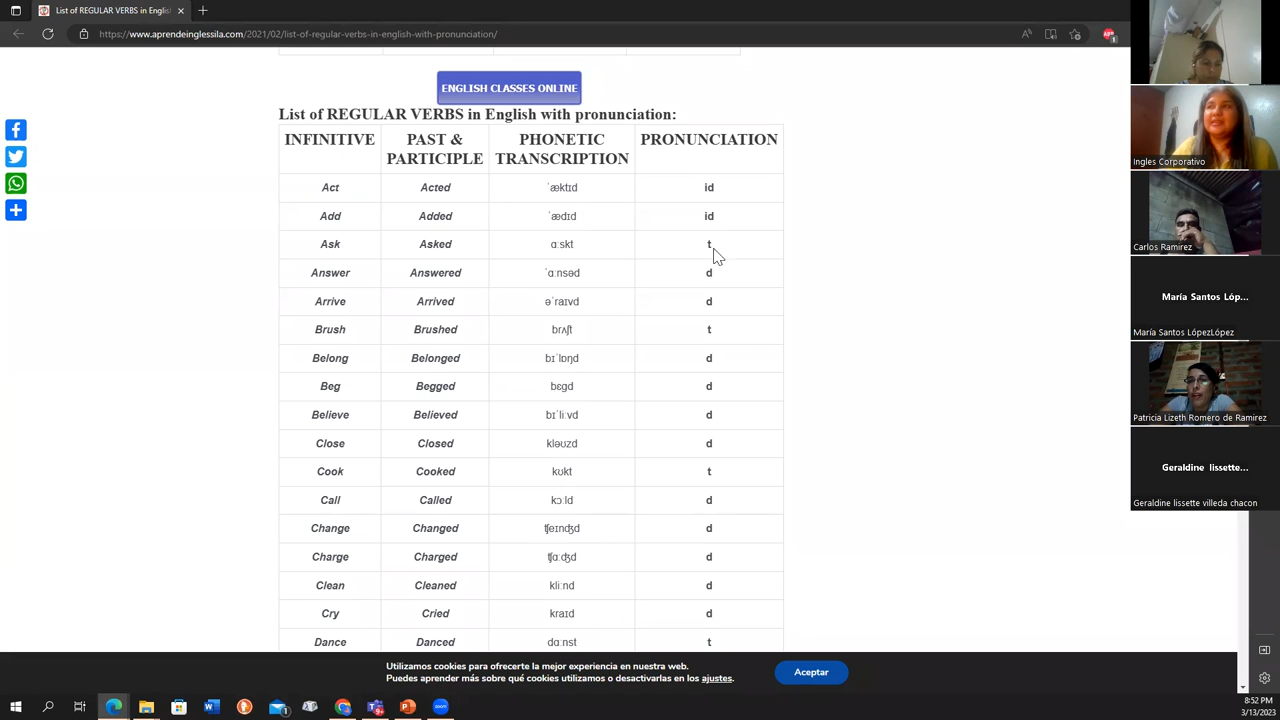 List of REGULAR VERBS in Englis
https://www.aprendeinglessila.com/2021/02/list-of-regular-verbs-in-english-with-pronunciation/
ENGLISH CLASSES ONLINE
List of REGULAR VERBS in English with pronunciation:
INFINITIVE PAST & PARTICIPLE PHONETIC TRANSCRIPTION PRONUNCIATION
Act Acted ˈæktɪd id
Add Added ˈædɪd id
Ask Asked ɑːskt t
Answer Answered ˈɑːnsəd d
Arrive Arrived əˈraɪvd d
Brush Brushed brʌʃt t
Belong Belonged bɪˈlɒŋd d
Beg Begged bɛgd d
Believe Believed bɪˈliːvd d
Close Closed kləʊzd d
Cook Cooked kʊkt t
Call Called kɔːld d
Change Changed ʧeɪnʤd d
Charge Charged ʧɑːʤd d
Clean Cleaned kliːnd d
Cry Cried kraɪd d
Dance Danced dɑːnst t
Utilizamos cookies para ofrecerte la mejor experiencia en nuestra web.
Puedes aprender más sobre qué cookies utilizamos o desactivarlas en los ajustes.
Aceptar
Ingles Corporativo
Carlos Ramirez
María Santos Lóp...
María Santos LópezLópez
Patricia Lizeth Romero de Ramirez
Geraldine lissette...
Geraldine lissette villeda chacon
8:52 PM
3/13/2023